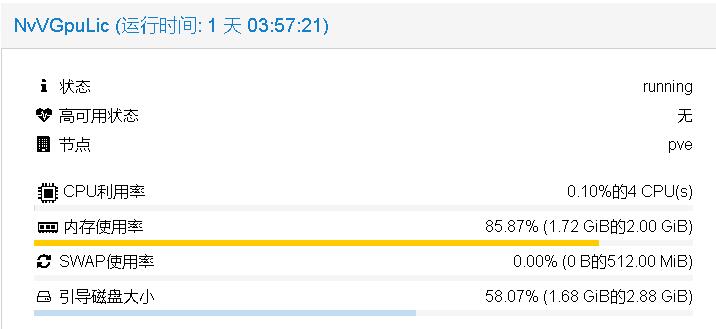 NvVGpuLic (运行时间: 1 天 03:57:21)
状态 running
高可用状态 无
节点 pve
CPU利用率 0.10%的4 CPU(s)
内存使用率 85.87% (1.72 GiB的2.00 GiB)
SWAP使用率 0.00% (0 B的512.00 MiB)
引导磁盘大小 58.07% (1.68 GiB的2.88 GiB)